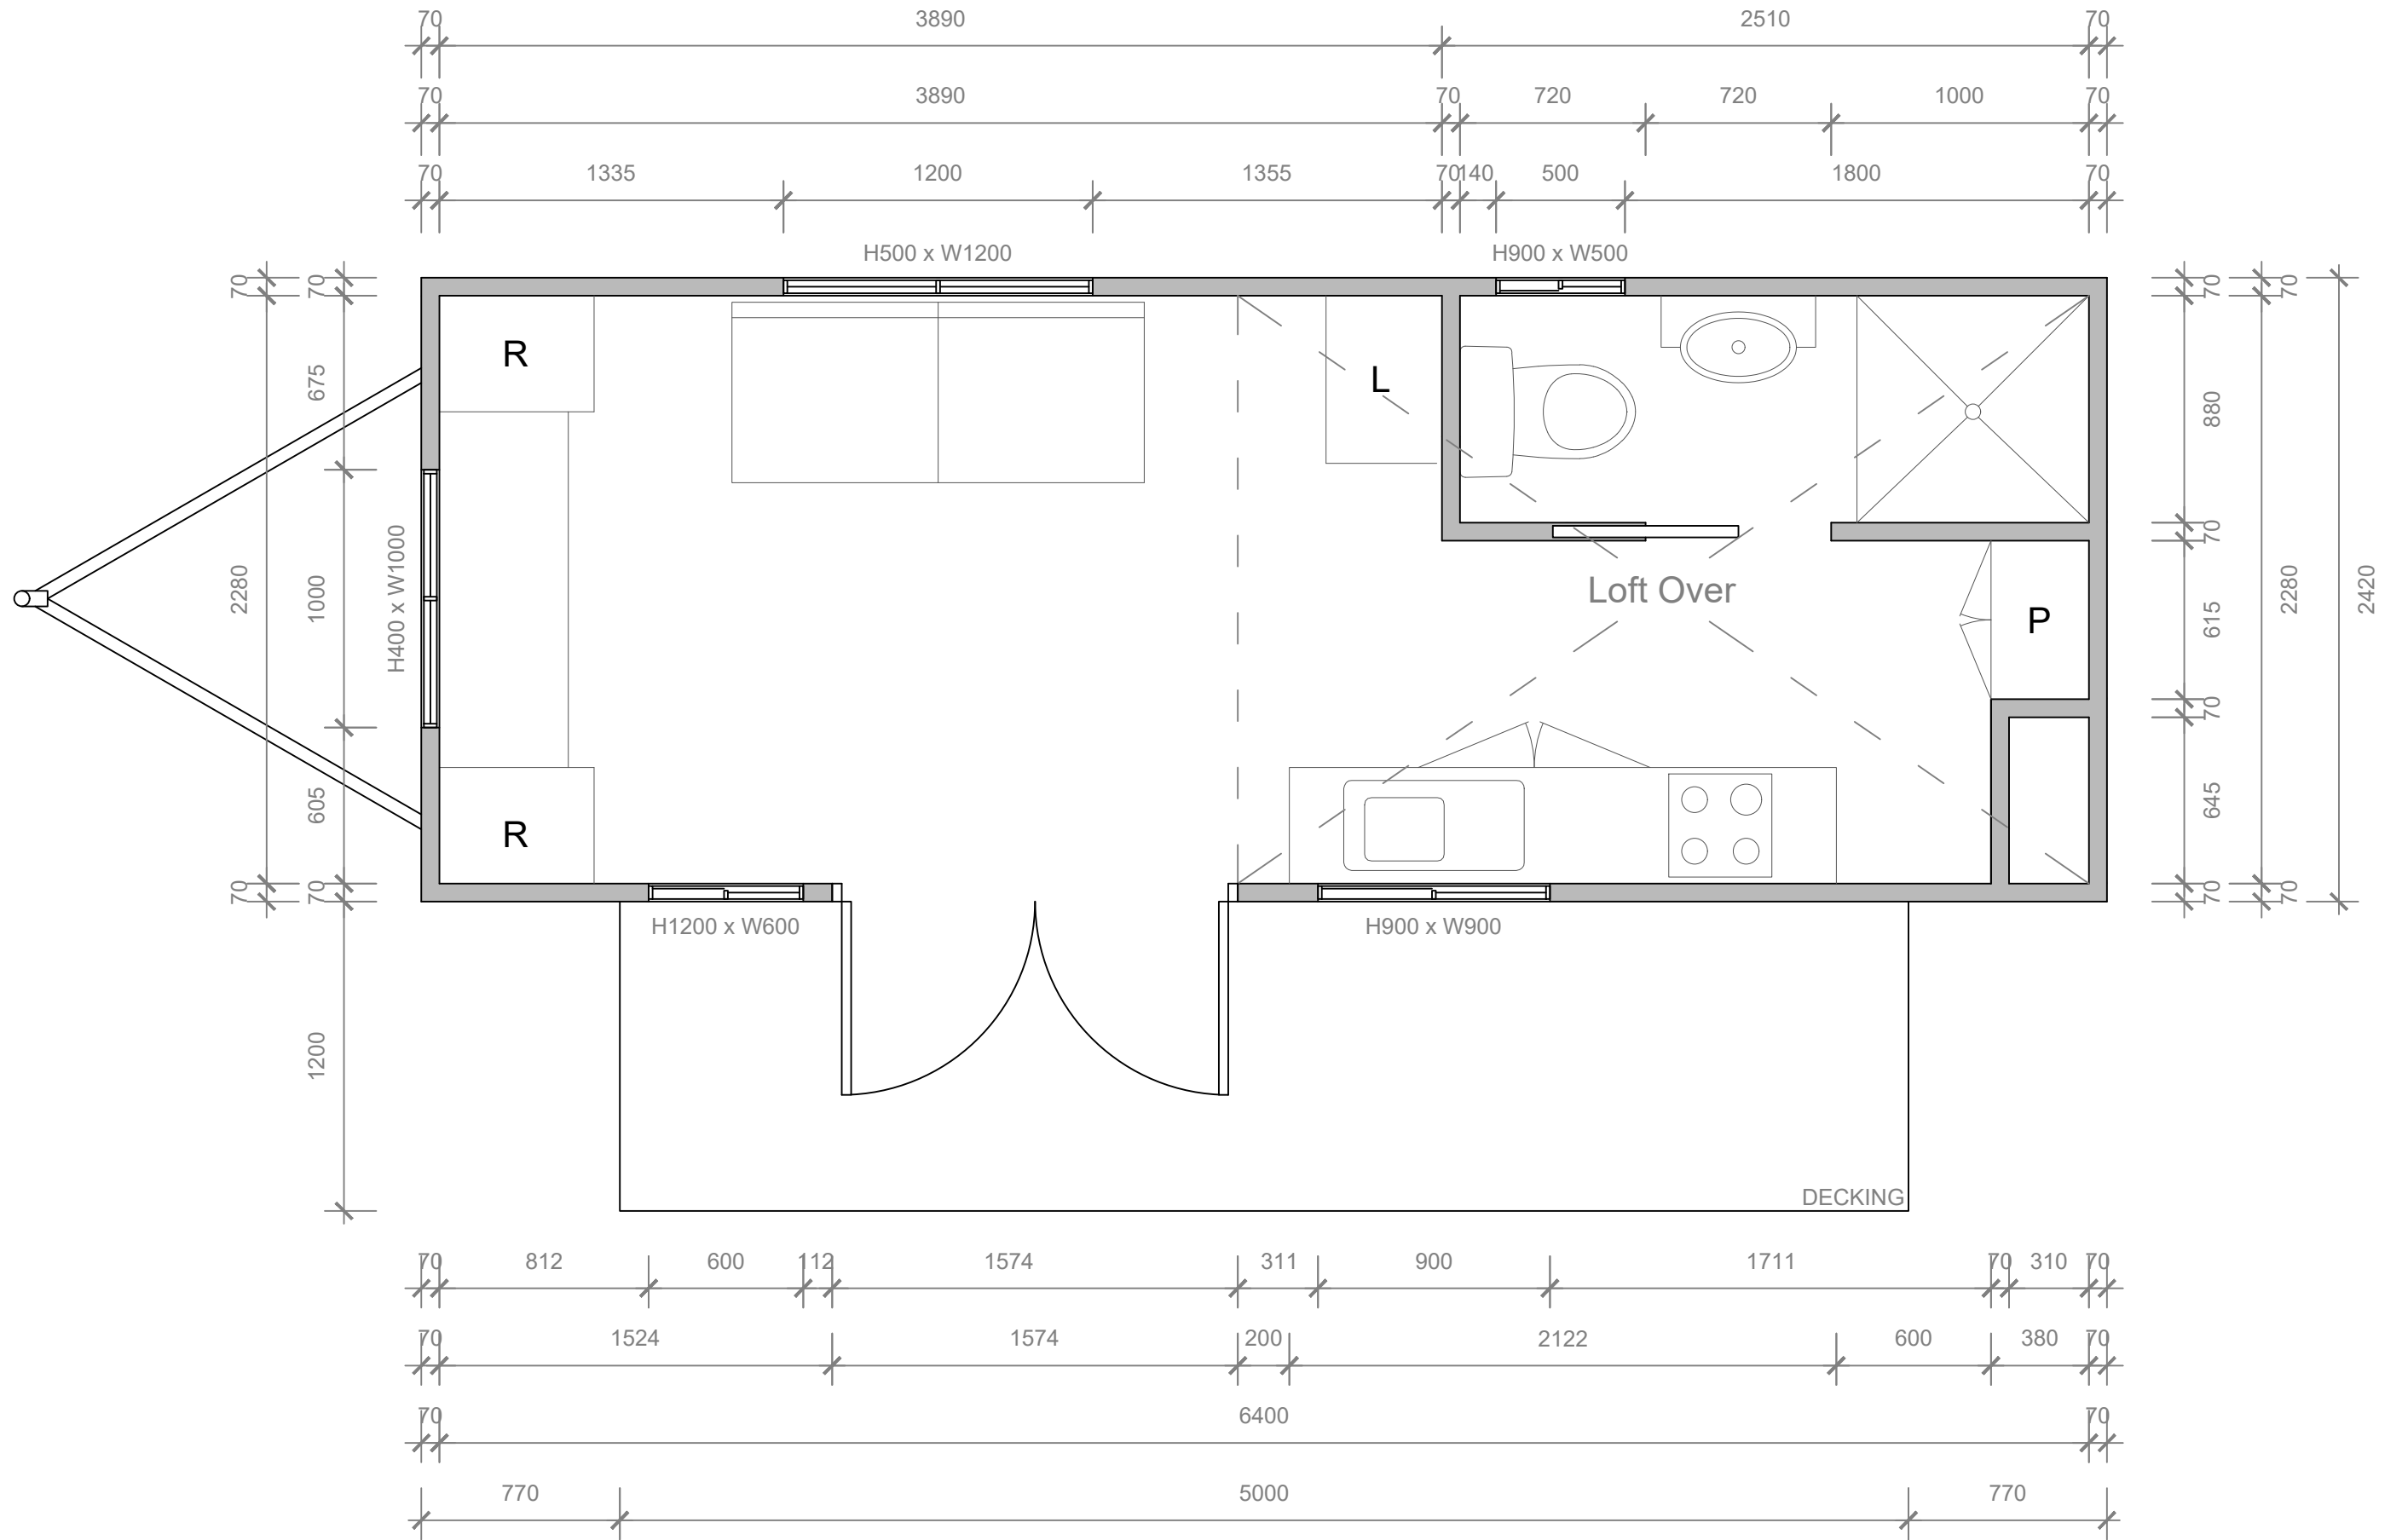 70 3890 2510 70
70 3890 70 720 720 1000 70
70 1335 1200 1355 70 140 500 1800 70
H500 x W1200 H900 x W500
70 2280 70
70 675 1000 605 70 1200
H400 x W1000
R
R
L
Loft Over
P
70 880 70 615 70 645 70
70 2280 70
2420
H1200 x W600 H900 x W900
DECKING
70 812 600 112 1574 311 900 1711 70 310 70
70 1524 1574 200 2122 600 380 70
70 6400 70
770 5000 770